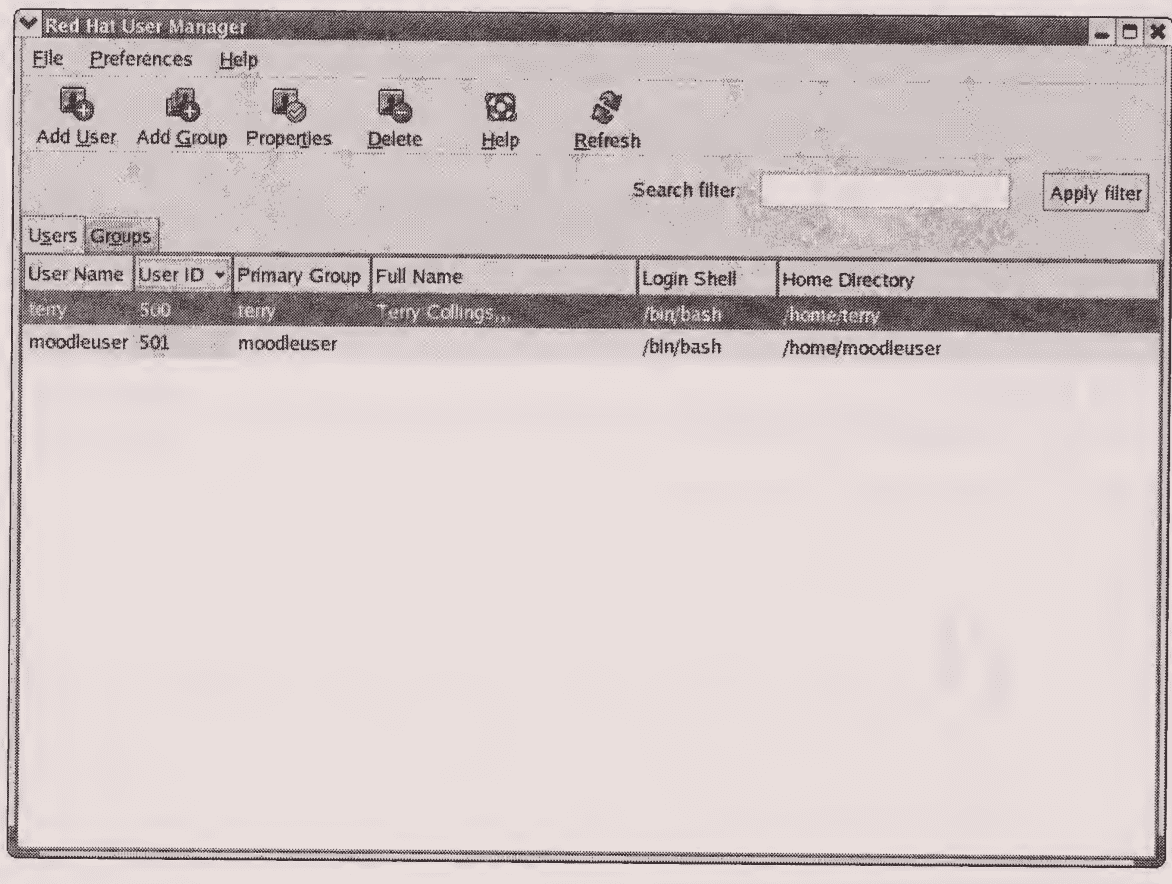 Red Hat User Manager
File Preferences Help
Add User Add Group Properties Delete Help Refresh
Search filter: Apply filter
Users Groups
User Name User ID Primary Group Full Name Login Shell Home Directory
terry 500 terry Terry Collings,,, /bin/bash /home/terry
moodleuser 501 moodleuser /bin/bash /home/moodleuser